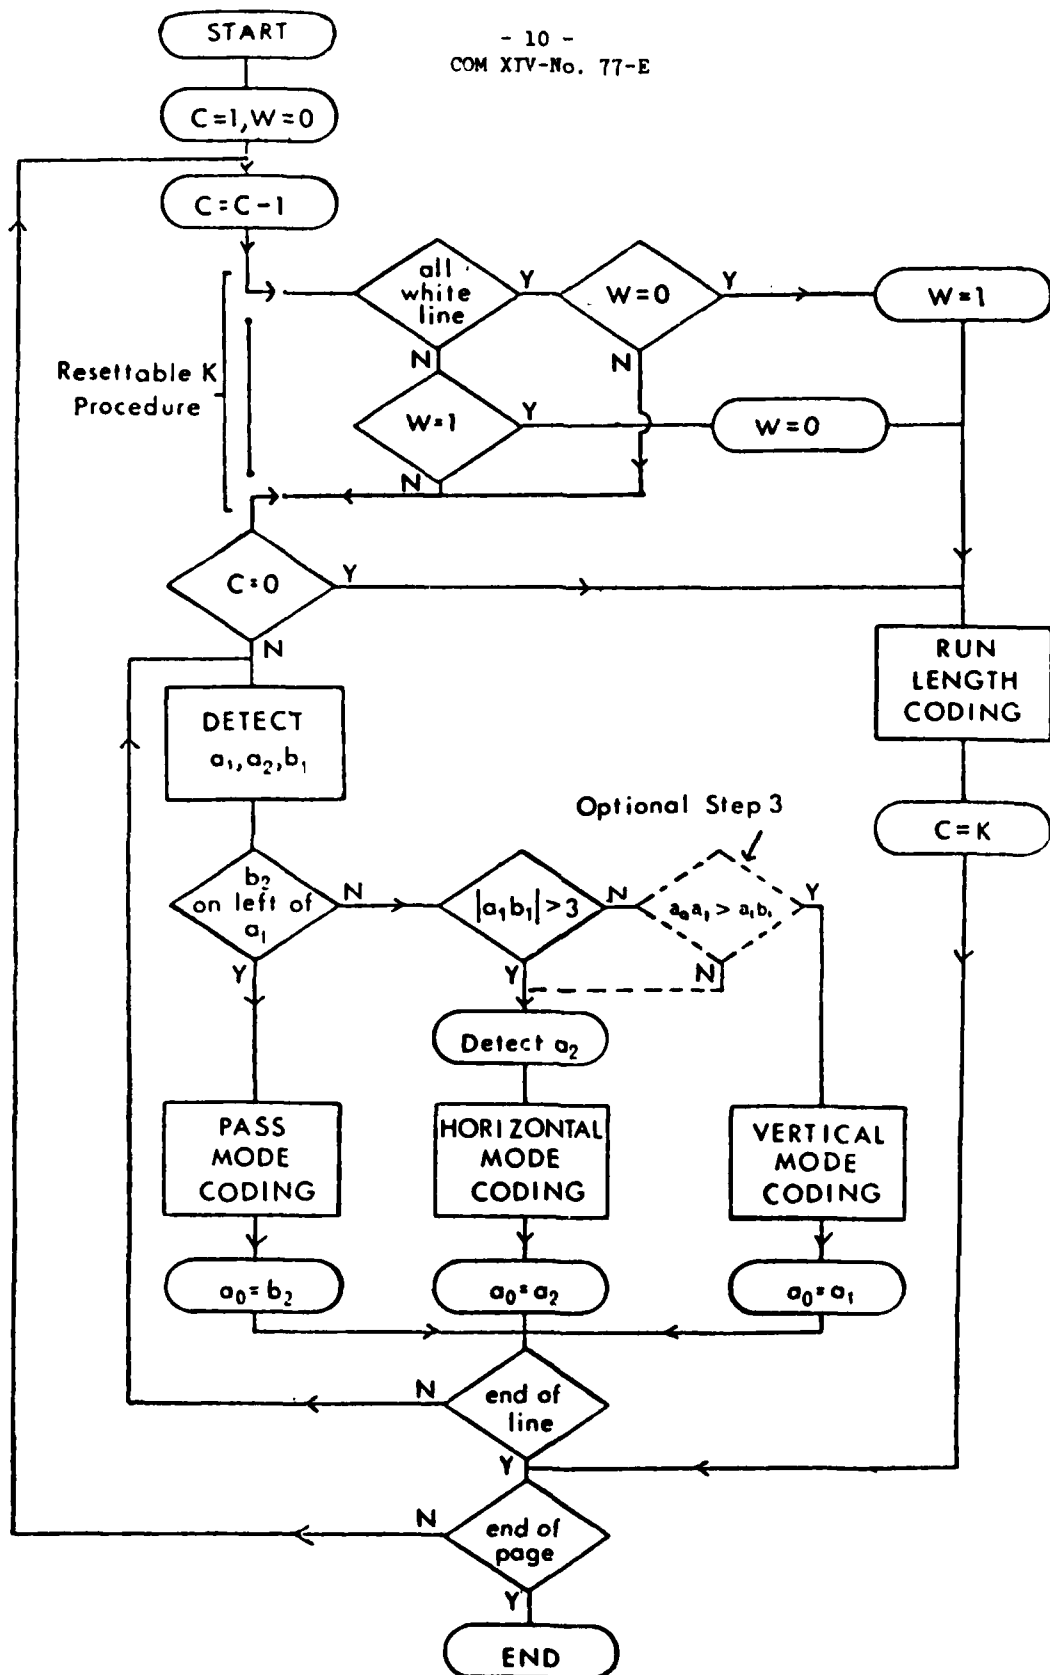 START
- 10 -
COM XIV-No. 77-E
C=1, W=0
C=C-1
all
white
line
Y
W=0
Y
W=1
N
N
Resettable K
Procedure
W=1
Y
W=0
N
C=0
Y
N
RUN
LENGTH
CODING
DETECT
a₁, a₂, b₁
Optional Step 3
C=K
b₂
on left of
a₁
N
|a₁b₁|>3
N
a₀a₁ > a₁b₁
Y
Y
Y
N
Detect a₂
PASS
MODE
CODING
HORIZONTAL
MODE
CODING
VERTICAL
MODE
CODING
a₀=b₂
a₀=a₂
a₀=a₁
N
end of
line
Y
N
end of
page
Y
END